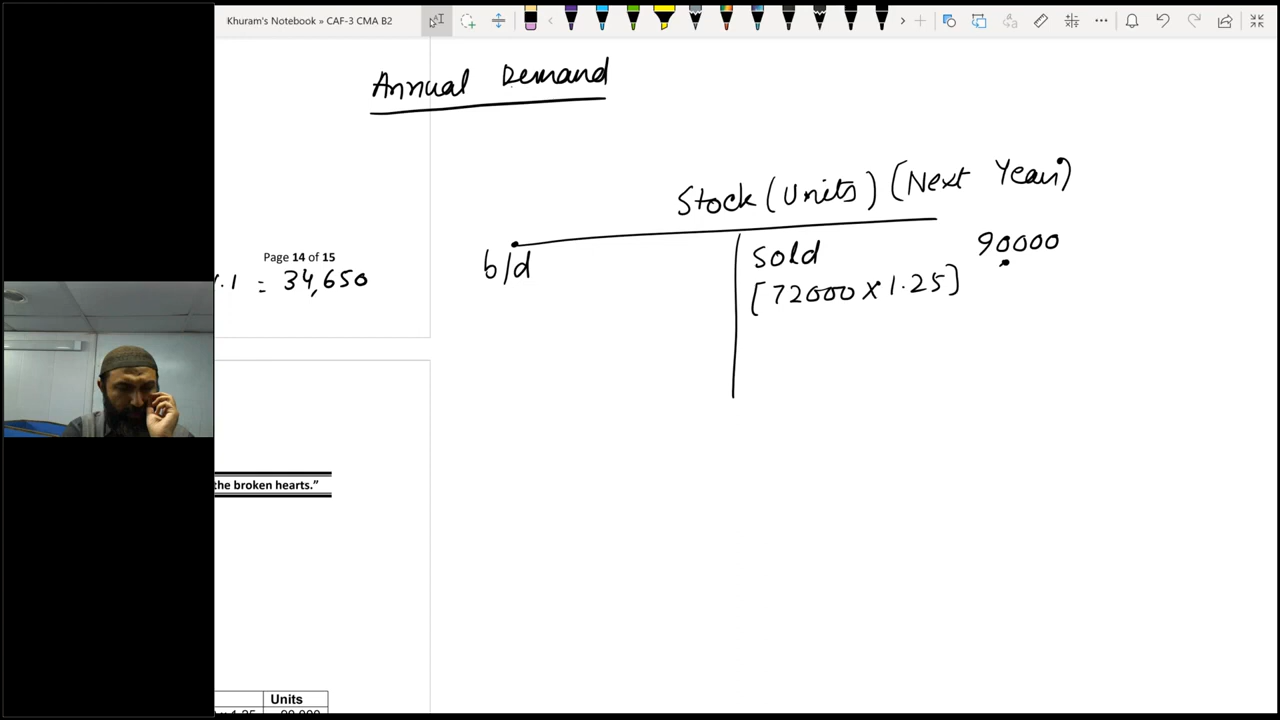 Khuram's Notebook » CAF-3 CMA B2
Annual Demand
Stock (Units) (Next Year)
b/d
Sold 90000
[72000 x 1.25]
Page 14 of 15
.1 = 34,650
the broken hearts."
Units